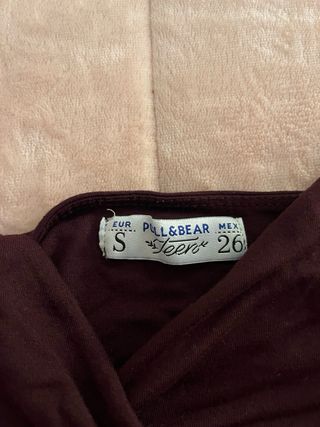 EUR PULL&BEAR MEX
S Teen 26